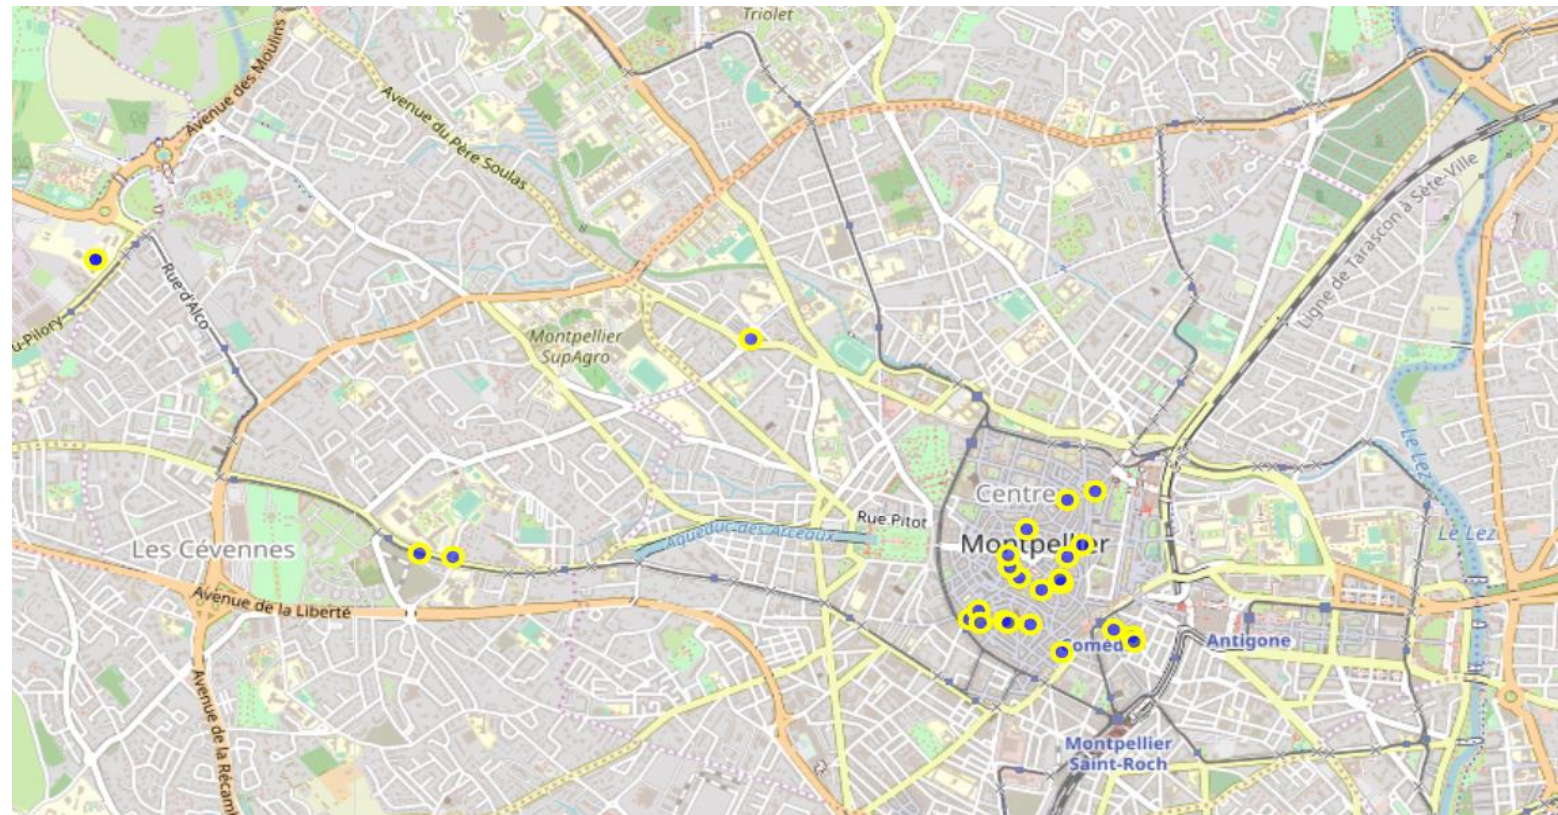 Triolet
Avenue des Moulins
Avenue du Père Soulas
Ligne de Tarascon à Sète-Ville
Rue d'Alco
u-Pilory
Montpellier
SupAgro
Le Lez
Centre
Rue Pitot
Aqueduc des Arceaux
Montpellier
Le Lez
Les Cévennes
Avenue de la Liberté
Comed
Antigone
Avenue de la Récamb
Montpellier
Saint-Roch